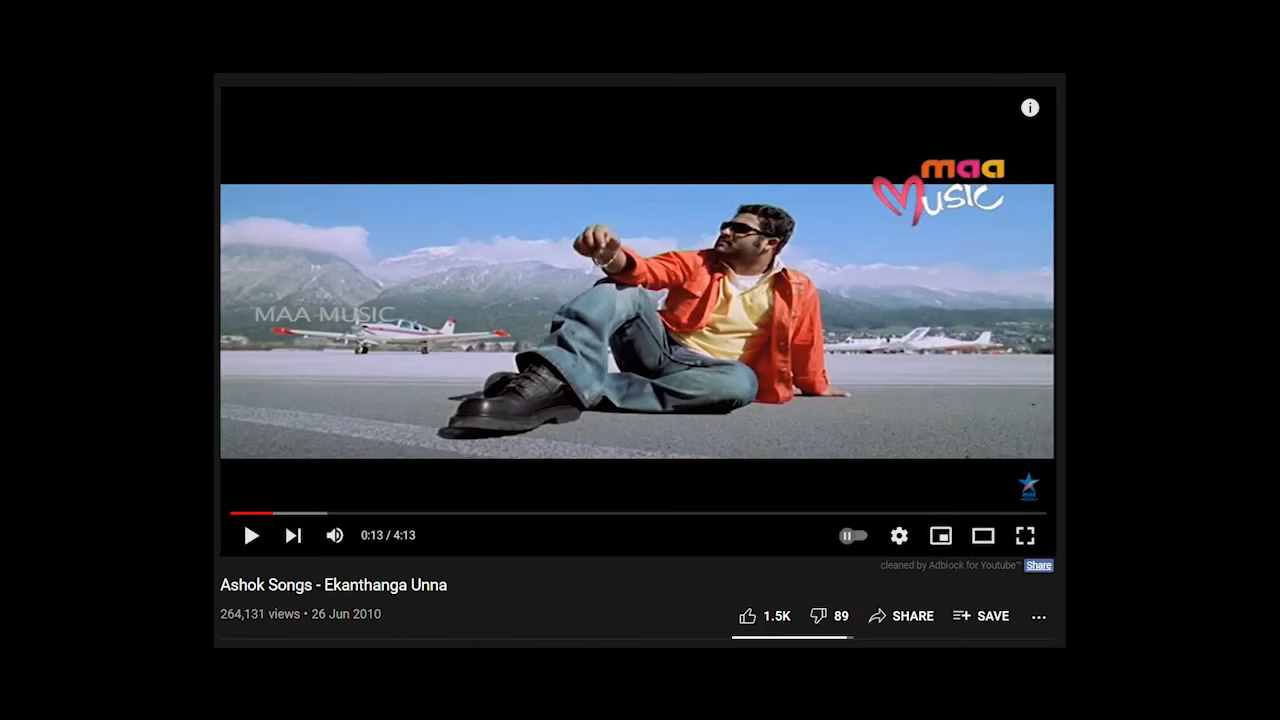 maa
Music
MAA MUSIC
maa
0:13 / 4:13
cleaned by Adblock for Youtube™ Share
Ashok Songs - Ekanthanga Unna
264,131 views • 26 Jun 2010
1.5K 89 SHARE SAVE